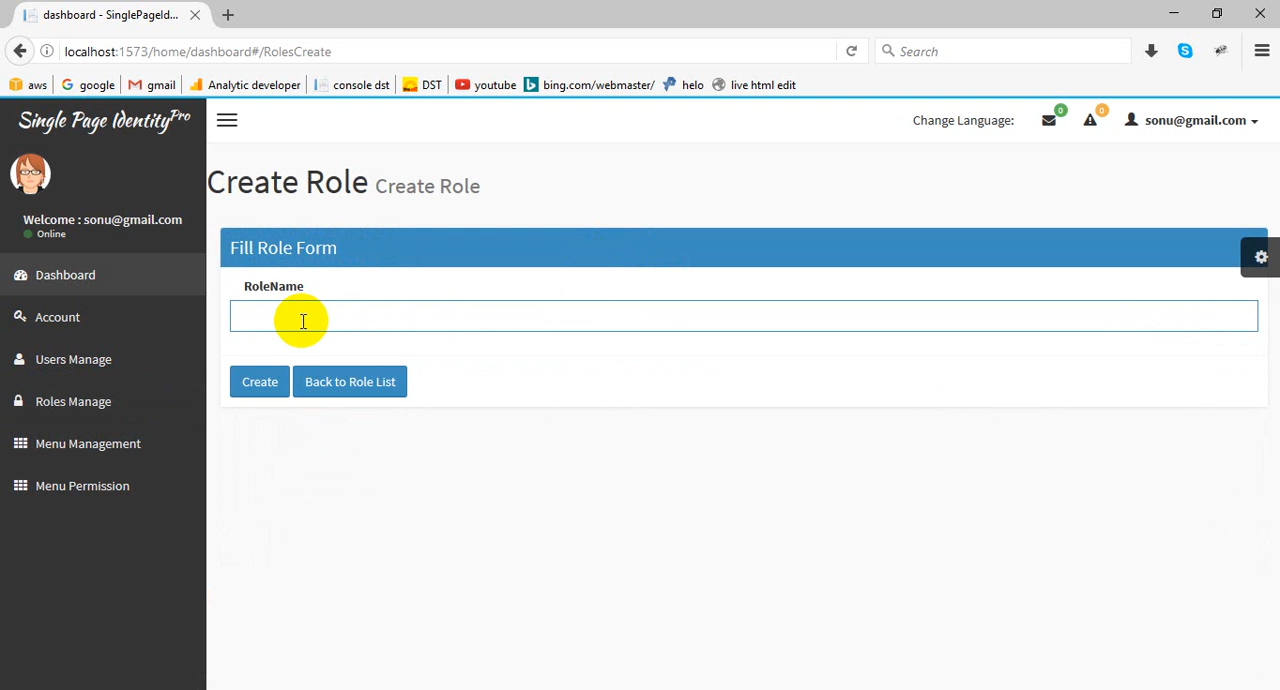 dashboard - SinglePageId...
localhost:1573/home/dashboard#/RolesCreate
Search
aws google gmail Analytic developer console dst DST youtube bing.com/webmaster/ helo live html edit
Single Page Identity Pro
Change Language: 0 0 sonu@gmail.com
Create Role Create Role
Welcome : sonu@gmail.com
Online
Fill Role Form
Dashboard
RoleName
Account
Users Manage
Create Back to Role List
Roles Manage
Menu Management
Menu Permission